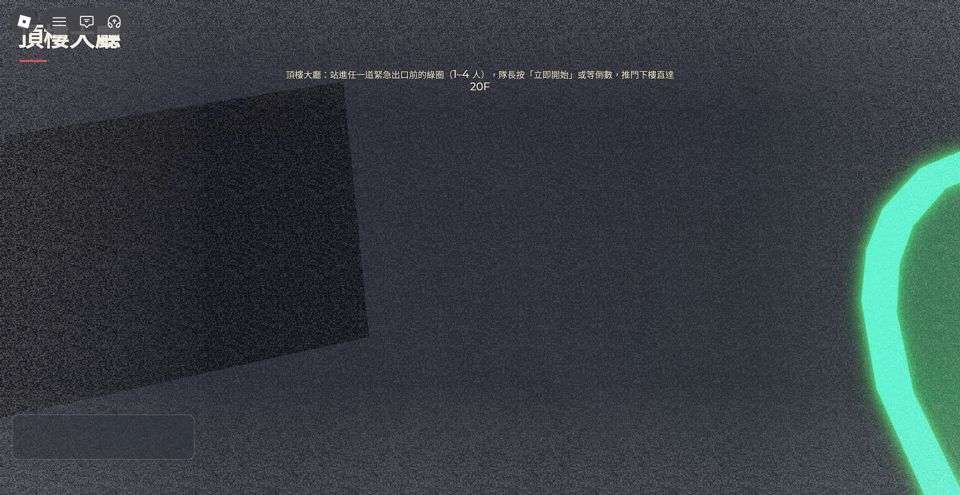 頂樓大廳
頂樓大廳：站進任一道緊急出口前的綠圈（1–4 人），隊長按「立即開始」或等倒數，推門下樓直達
20F